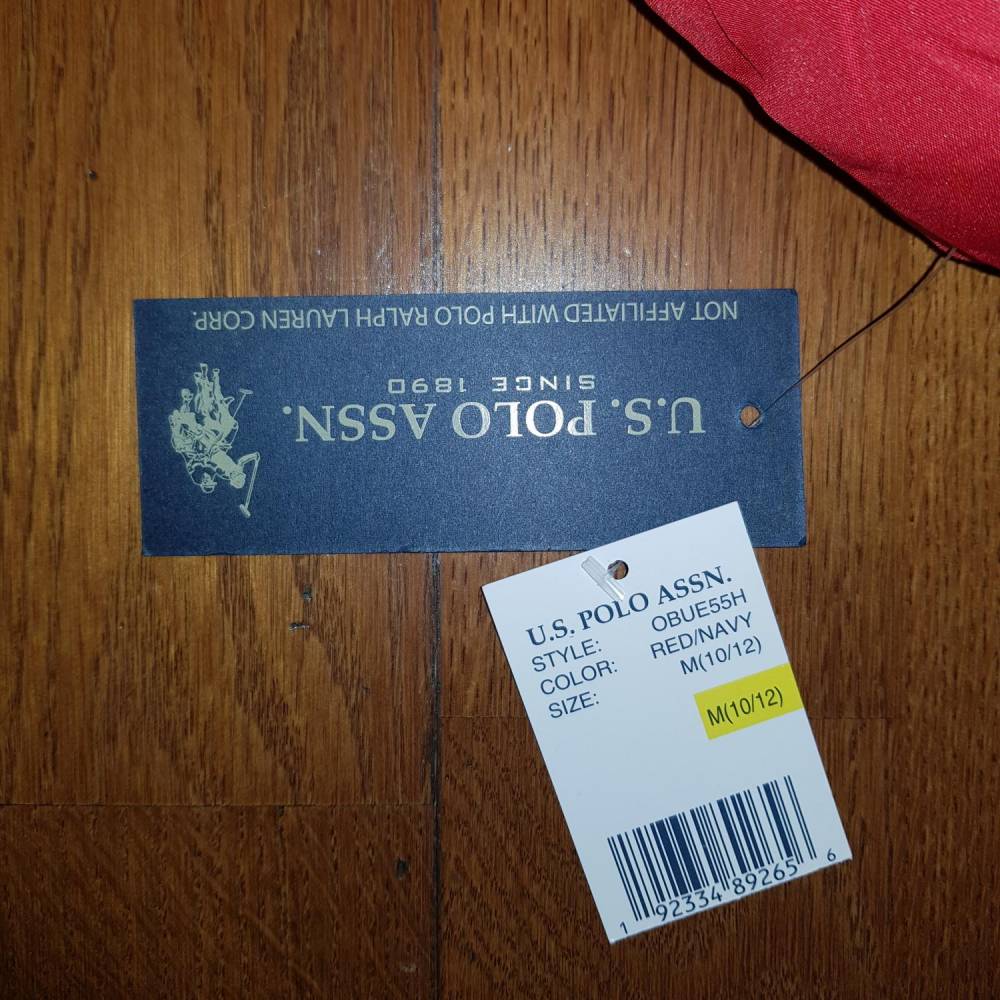 U.S. POLO ASSN.
SINCE 1890
NOT AFFILIATED WITH POLO RALPH LAUREN CORP.
U.S. POLO ASSN.
STYLE: OBUE55H
COLOR: RED/NAVY
SIZE: M(10/12)
M(10/12)
1 92334 89265 6